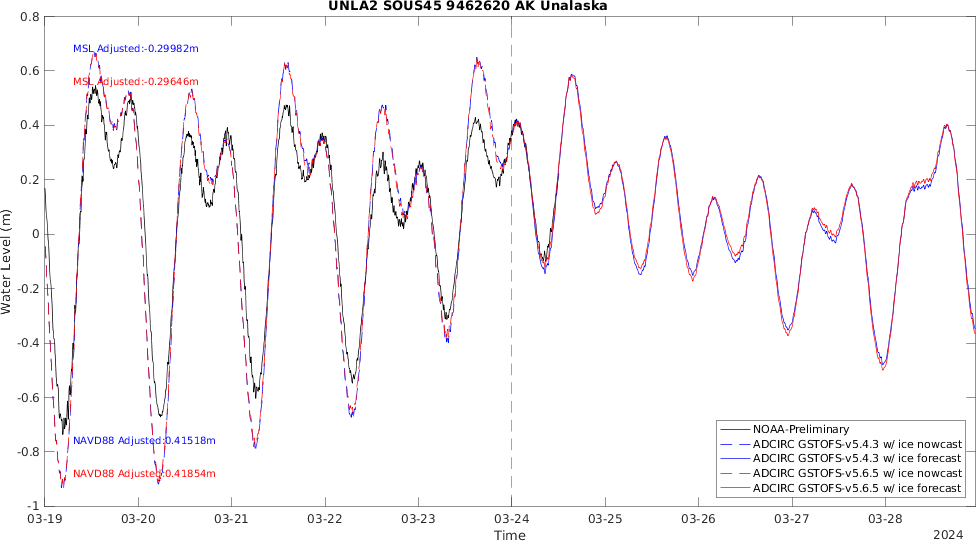 UNLA2 SOUS45 9462620 AK Unalaska
0.8
0.6
0.4
0.2
0
-0.2
-0.4
-0.6
-0.8
-1
Water Level (m)
MSL Adjusted:-0.29982m
MSL Adjusted:-0.29646m
NAVD88 Adjusted:0.41518m
NAVD88 Adjusted:0.41854m
NOAA-Preliminary
ADCIRC GSTOFS-v5.4.3 w/ ice nowcast
ADCIRC GSTOFS-v5.4.3 w/ ice forecast
ADCIRC GSTOFS-v5.6.5 w/ ice nowcast
ADCIRC GSTOFS-v5.6.5 w/ ice forecast
03-19 03-20 03-21 03-22 03-23 03-24 03-25 03-26 03-27 03-28
Time
2024